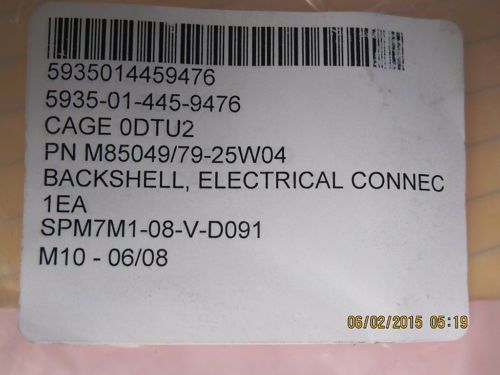 5935014459476
5935-01-445-9476
CAGE 0DTU2
PN M85049/79-25W04
BACKSHELL, ELECTRICAL CONNEC
1EA
SPM7M1-08-V-D091
M10 - 06/08
06/02/2015 05:19